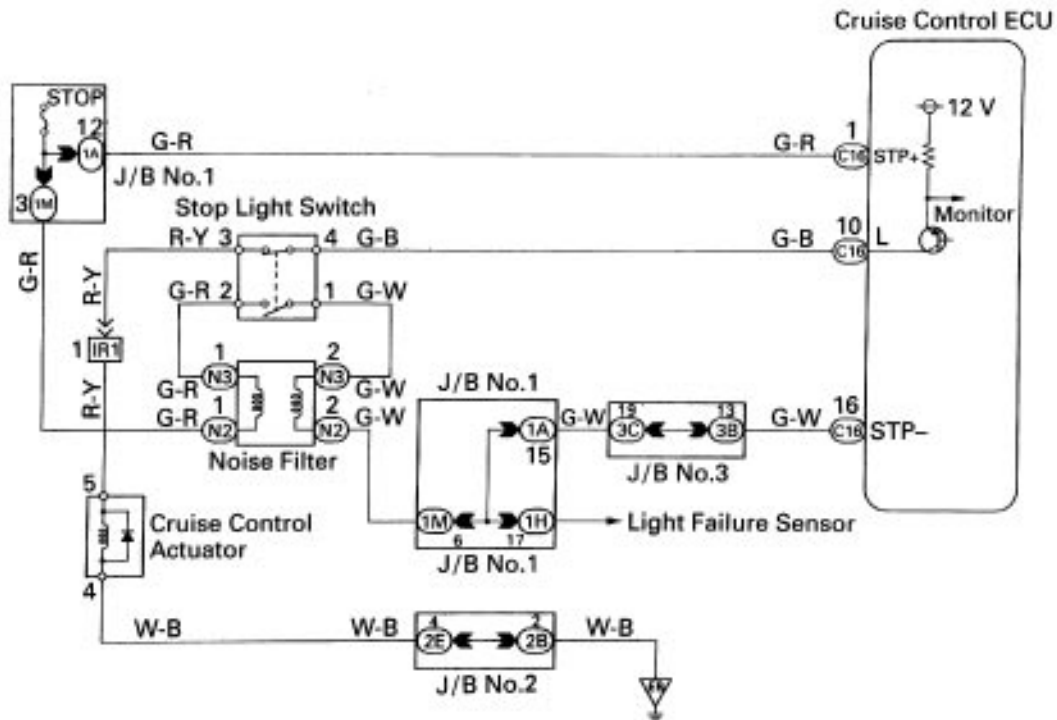 Cruise Control ECU
STOP
12 V
12
1A
G-R
G-R
1
C16
STP+
J/B No.1
3
1M
Monitor
Stop Light Switch
R-Y
3
4
G-B
G-B
10
C16
L
G-R
R-Y
G-R
2
1
G-W
1
IR1
1
N3
2
N3
G-R
G-W
R-Y
G-R
1
N2
2
N2
G-W
Noise Filter
J/B No.1
1A
15
G-W
19
3C
13
3B
G-W
16
C16
STP–
J/B No.3
1M
6
1H
17
Light Failure Sensor
J/B No.1
5
Cruise Control
Actuator
4
W-B
W-B
4
2E
2
2B
W-B
J/B No.2